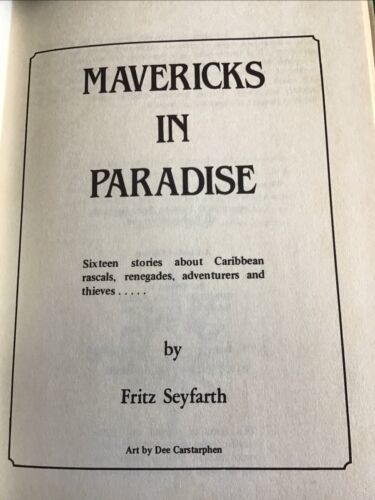 MAVERICKS
IN
PARADISE
Sixteen stories about Caribbean
rascals, renegades, adventurers and
thieves . . . . .
by
Fritz Seyfarth
Art by Dee Carstarphen